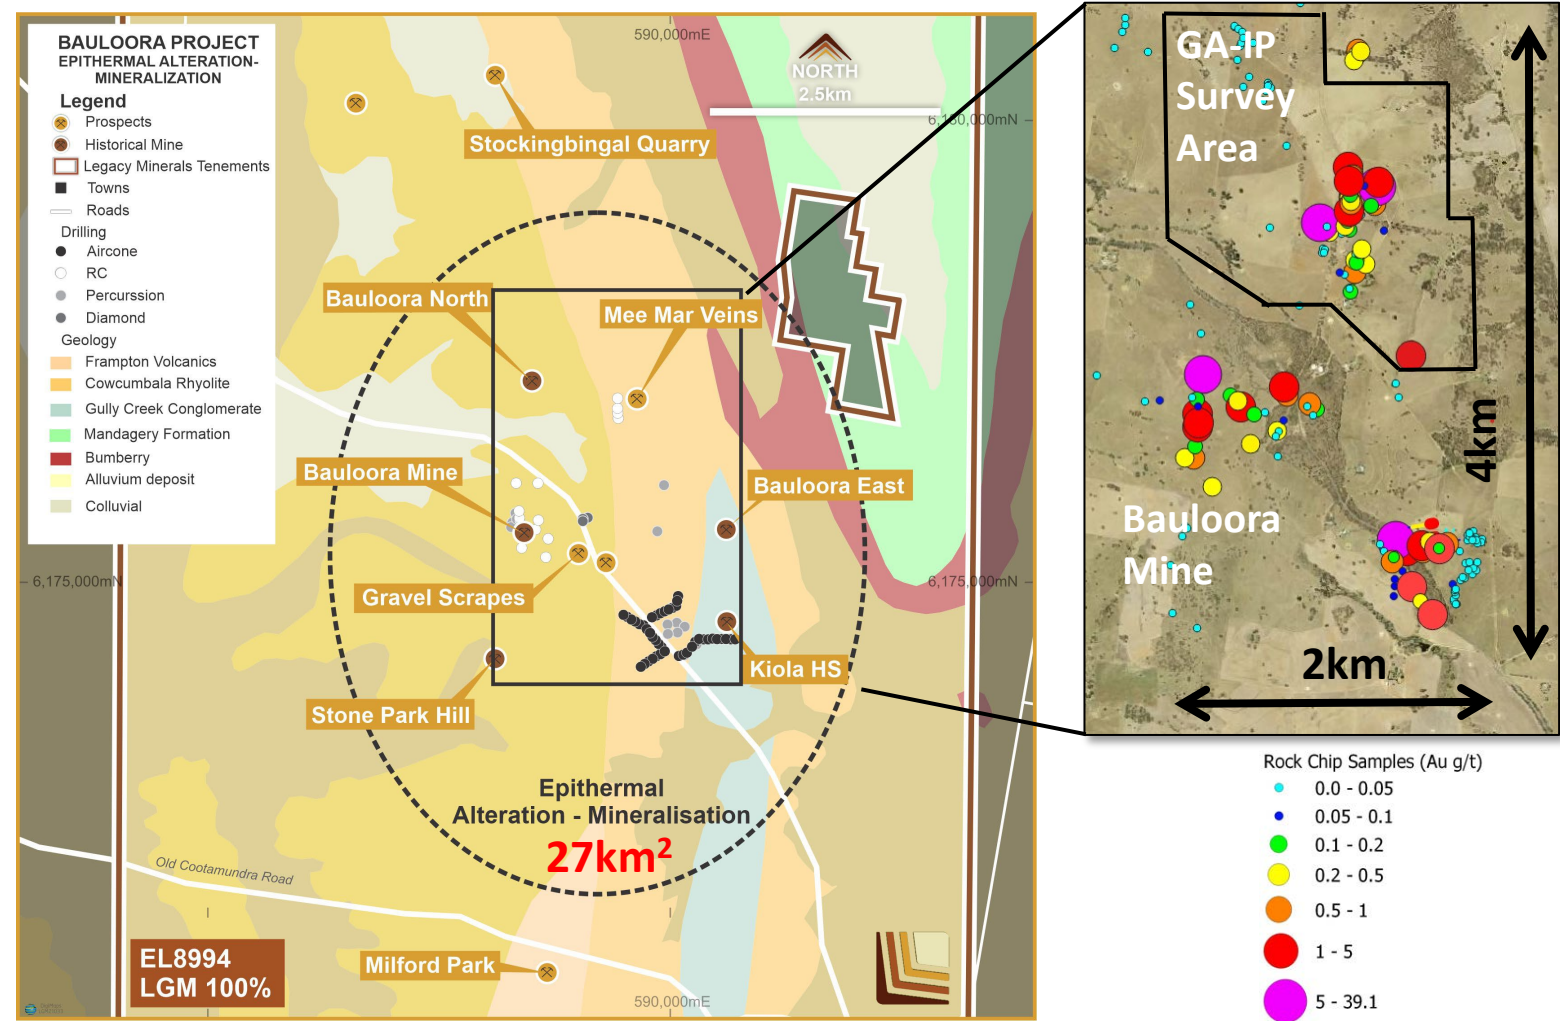 BAULOORA PROJECT
EPITHERMAL ALTERATION-
MINERALIZATION
Legend
Prospects
Historical Mine
Legacy Minerals Tenements
Towns
Roads
Drilling
Aircone
RC
Percurssion
Diamond
Geology
Frampton Volcanics
Cowcumbala Rhyolite
Gully Creek Conglomerate
Mandagery Formation
Bumberry
Alluvium deposit
Colluvial
590,000mE
NORTH
2.5km
6,180,000mN
Stockingbingal Quarry
Bauloora North
Mee Mar Veins
Bauloora Mine
Bauloora East
6,175,000mN
6,175,000mN
Gravel Scrapes
Kiola HS
Stone Park Hill
Epithermal
Alteration - Mineralisation
27km²
Old Cootamundra Road
EL8994
LGM 100%
Milford Park
590,000mE
GA-IP
Survey
Area
Bauloora
Mine
4km
2km
Rock Chip Samples (Au g/t)
0.0 - 0.05
0.05 - 0.1
0.1 - 0.2
0.2 - 0.5
0.5 - 1
1 - 5
5 - 39.1